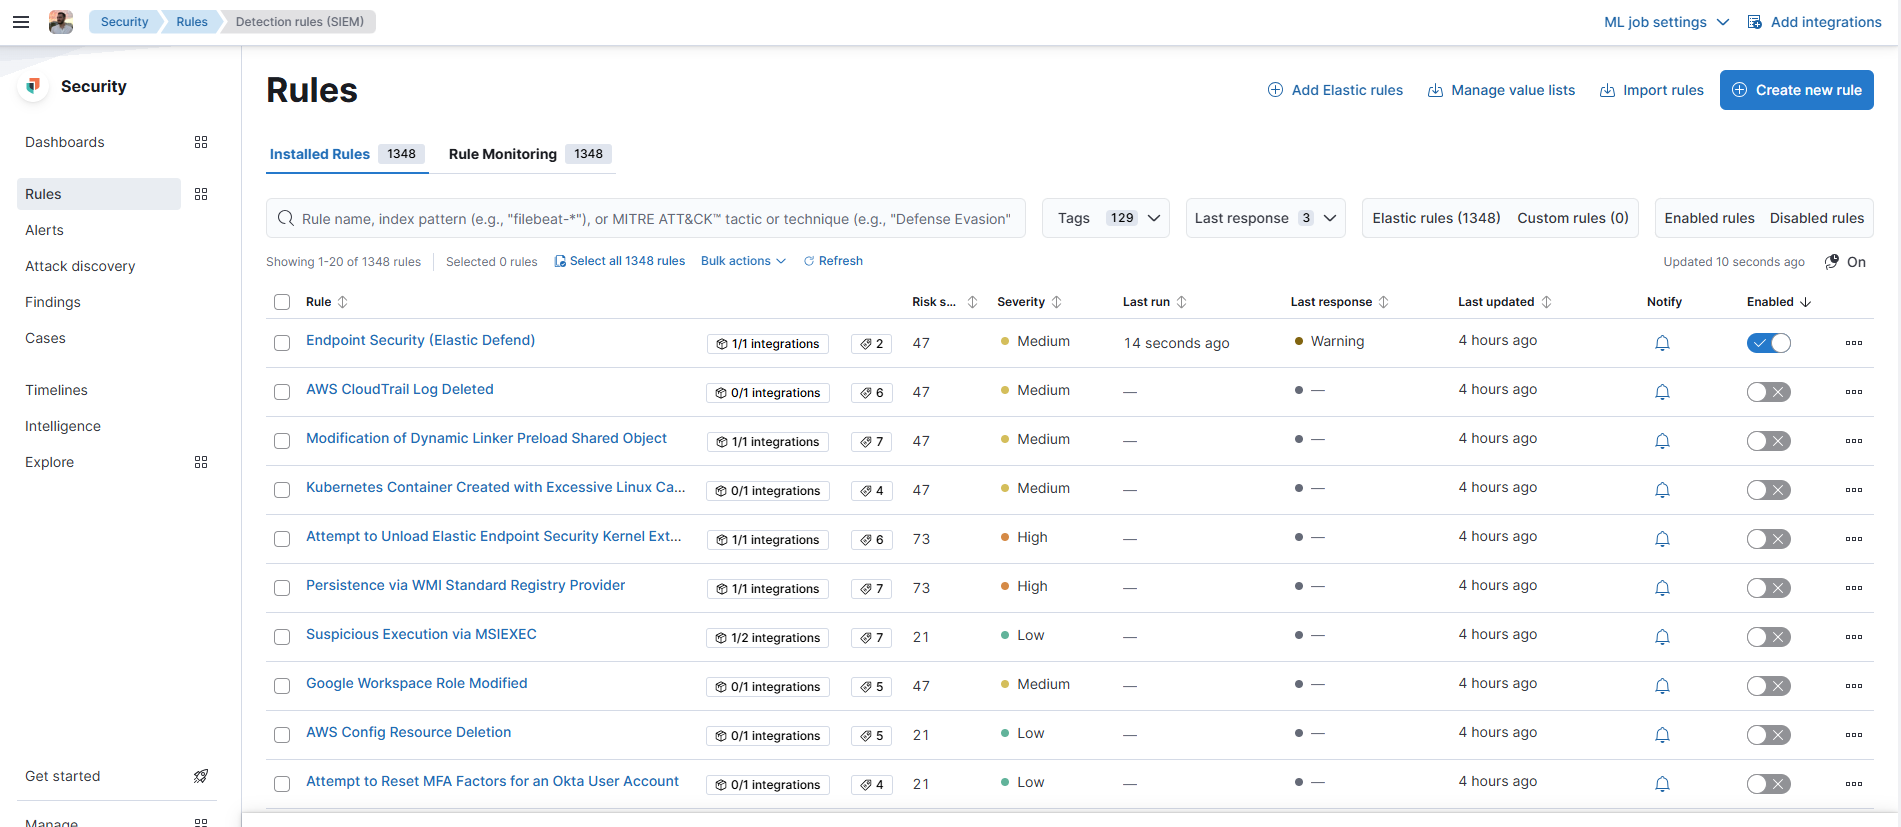 Security Rules Detection rules (SIEM) ML job settings Add integrations
Security
Dashboards
Rules
Alerts
Attack discovery
Findings
Cases
Timelines
Intelligence
Explore
Get started
Manage
Rules
Add Elastic rules Manage value lists Import rules Create new rule
Installed Rules 1348 Rule Monitoring 1348
Rule name, index pattern (e.g., "filebeat-*"), or MITRE ATT&CK™ tactic or technique (e.g., "Defense Evasion" Tags 129 Last response 3 Elastic rules (1348) Custom rules (0) Enabled rules Disabled rules
Showing 1-20 of 1348 rules Selected 0 rules Select all 1348 rules Bulk actions Refresh Updated 10 seconds ago On
Rule Risk s... Severity Last run Last response Last updated Notify Enabled
Endpoint Security (Elastic Defend) 1/1 integrations 2 47 Medium 14 seconds ago Warning 4 hours ago
AWS CloudTrail Log Deleted 0/1 integrations 6 47 Medium — — 4 hours ago
Modification of Dynamic Linker Preload Shared Object 1/1 integrations 7 47 Medium — — 4 hours ago
Kubernetes Container Created with Excessive Linux Ca... 0/1 integrations 4 47 Medium — — 4 hours ago
Attempt to Unload Elastic Endpoint Security Kernel Ext... 1/1 integrations 6 73 High — — 4 hours ago
Persistence via WMI Standard Registry Provider 1/1 integrations 7 73 High — — 4 hours ago
Suspicious Execution via MSIEXEC 1/2 integrations 7 21 Low — — 4 hours ago
Google Workspace Role Modified 0/1 integrations 5 47 Medium — — 4 hours ago
AWS Config Resource Deletion 0/1 integrations 5 21 Low — — 4 hours ago
Attempt to Reset MFA Factors for an Okta User Account 0/1 integrations 4 21 Low — — 4 hours ago